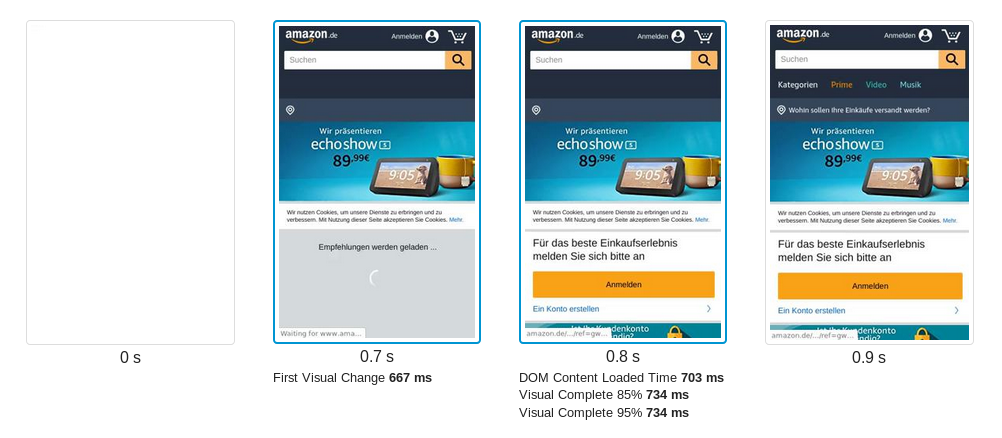 0 s
amazon.de
Anmelden
Suchen
Wir präsentieren
echo show 5
89,99€
9:05
Wir nutzen Cookies, um unsere Dienste zu erbringen und zu
verbessern. Mit Nutzung dieser Seite akzeptieren Sie Cookies. Mehr.
Empfehlungen werden geladen ...
Waiting for www.ama...
0.7 s
First Visual Change 667 ms
amazon.de
Anmelden
Suchen
Wir präsentieren
echo show 5
89,99€
9:05
Wir nutzen Cookies, um unsere Dienste zu erbringen und zu
verbessern. Mit Nutzung dieser Seite akzeptieren Sie Cookies. Mehr.
Für das beste Einkaufserlebnis
melden Sie sich bitte an
Anmelden
Ein Konto erstellen
Kundenkonto
amazon.de/.../ref=gw...
0.8 s
DOM Content Loaded Time 703 ms
Visual Complete 85% 734 ms
Visual Complete 95% 734 ms
amazon.de
Anmelden
Suchen
Kategorien Prime Video Musik
Wohin sollen Ihre Einkäufe versandt werden?
Wir präsentieren
echo show 5
89,99€
9:05
Wir nutzen Cookies, um unsere Dienste zu erbringen und zu
verbessern. Mit Nutzung dieser Seite akzeptieren Sie Cookies. Mehr.
Für das beste Einkaufserlebnis
melden Sie sich bitte an
Anmelden
Ein Konto erstellen
Ist Ihr Kundenkonto
amazon.de/.../ref=gw...
0.9 s